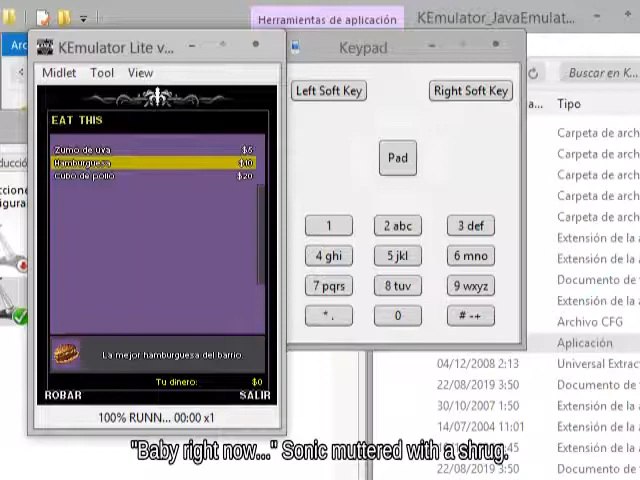 Herramientas de aplicación
KEmulator_JavaEmulat...
KEmulator Lite v...
Keypad
Midlet Tool View
Left Soft Key
Right Soft Key
Buscar en K...
EAT THIS
a...
Tipo
Zumo de uva $5
Hamburguesa $10
Cubo de pollo $20
Pad
Carpeta de arch
Carpeta de arch
Carpeta de arch
Carpeta de arch
Carpeta de arch
1
2 abc
3 def
4 ghi
5 jkl
6 mno
7 pqrs
8 tuv
9 wxyz
* .
0
# -+
Extensión de la a
Extensión de la a
Documento de t
Extensión de la a
Archivo CFG
Aplicación
La mejor hamburguesa del barrio.
Tu dinero: $0
ROBAR
SALIR
100% RUNN... 00:00 x1
04/12/2008 2:13 Universal Extrac
22/08/2019 3:50 Documento de t
30/10/2007 1:50 Extensión de la a
14/07/2004 11:01 Extensión de la a
"Baby right now..." Sonic muttered with a shrug.
:45 Extensión de la a
22/08/2019 3:50 Documento de t